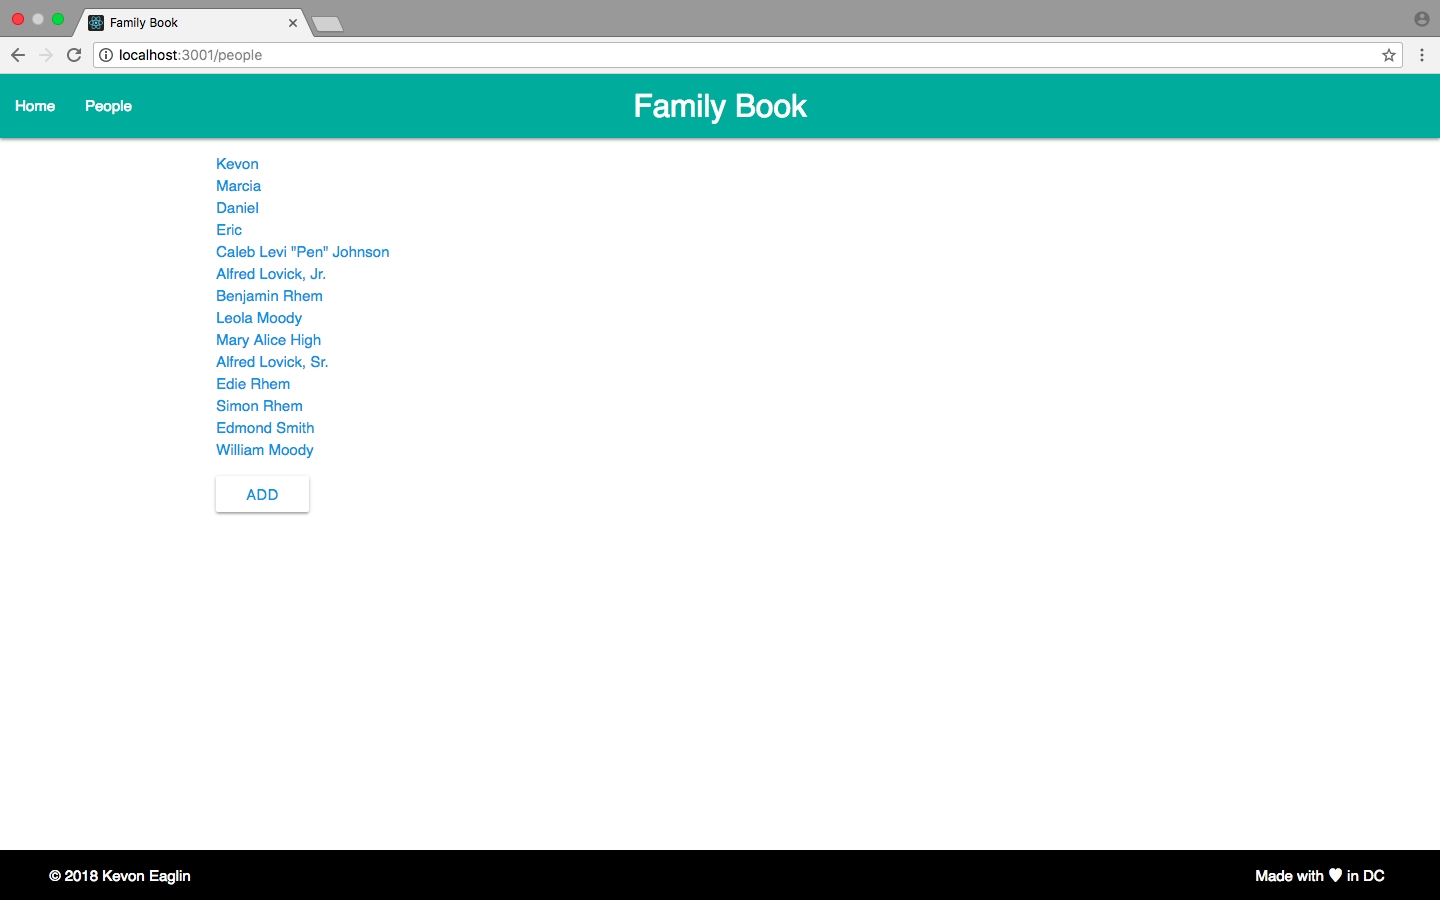 Family Book
localhost:3001/people
Home People Family Book
Kevon
Marcia
Daniel
Eric
Caleb Levi "Pen" Johnson
Alfred Lovick, Jr.
Benjamin Rhem
Leola Moody
Mary Alice High
Alfred Lovick, Sr.
Edie Rhem
Simon Rhem
Edmond Smith
William Moody
ADD
© 2018 Kevon Eaglin Made with ♥ in DC